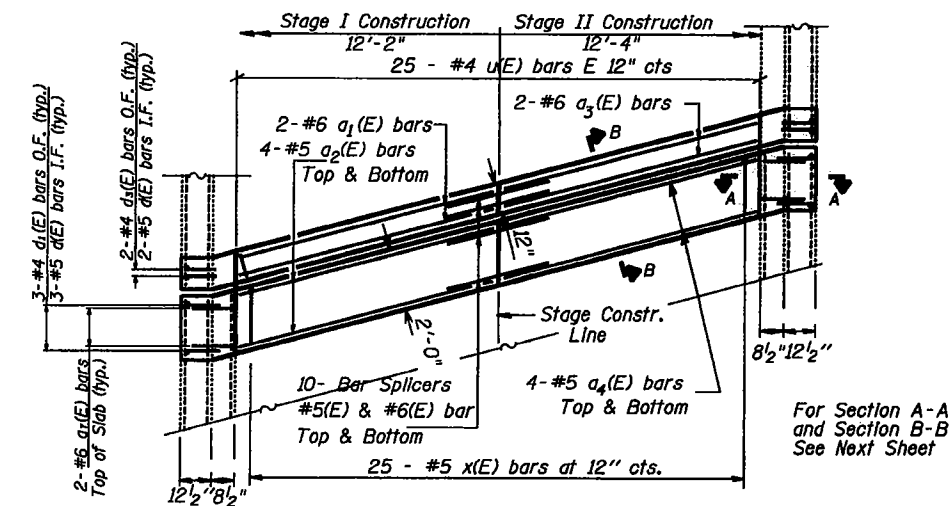 Stage I Construction
12'-2"
Stage II Construction
12'-4"
25 - #4 u(E) bars E 12" cts
2-#6 a3(E) bars
2-#6 a1(E) bars
4-#5 a2(E) bars
Top & Bottom
B
A
A
12"
B
3-#4 d1(E) bars O.F. (typ.)
3-#5 d(E) bars I.F. (typ.)
2-#4 d1(E) bars O.F. (typ.)
2-#5 d(E) bars I.F. (typ.)
2'-0"
Stage Constr.
Line
8½" 12½"
2-#6 (E) bars
Top of Slab (typ.)
10- Bar Splicers
#5(E) & #6(E) bar
Top & Bottom
4-#5 a4(E) bars
Top & Bottom
For Section A-A
and Section B-B
See Next Sheet
25 - #5 x(E) bars at 12" cts.
12½" 8½"